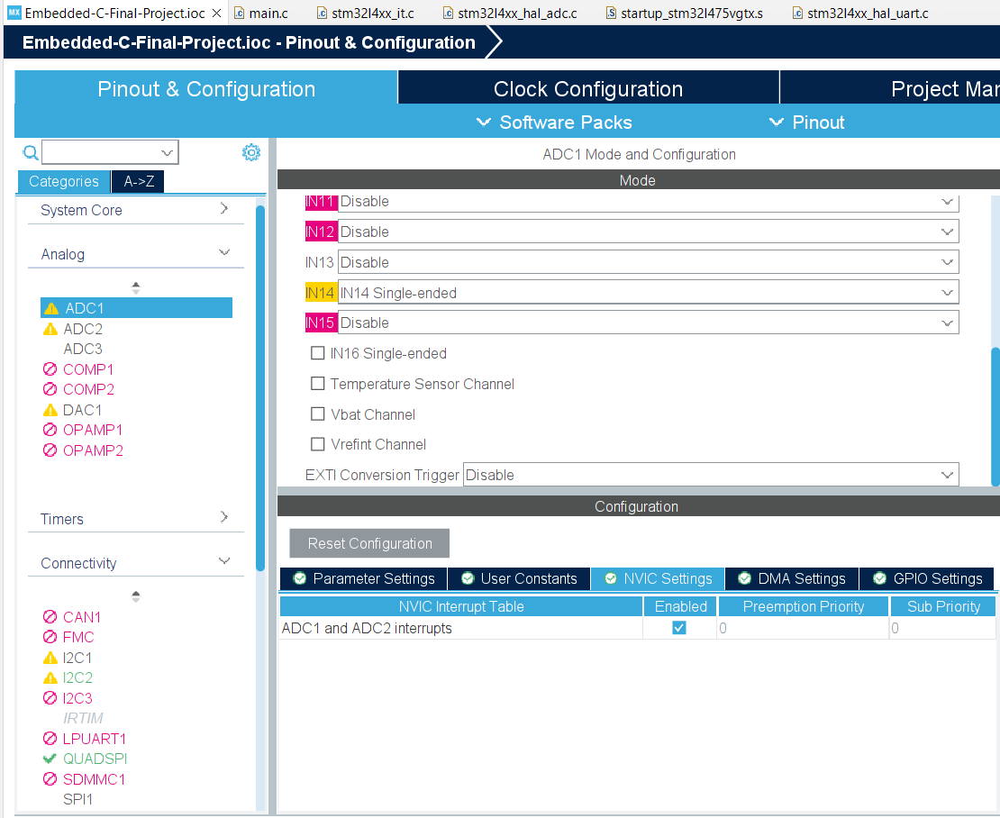 MX Embedded-C-Final-Project.ioc × main.c stm32l4xx_it.c stm32l4xx_hal_adc.c startup_stm32l475vgtx.s stm32l4xx_hal_uart.c
Embedded-C-Final-Project.ioc - Pinout & Configuration
Pinout & Configuration Clock Configuration Project Mar
Software Packs Pinout
ADC1 Mode and Configuration
Categories A->Z
Mode
System Core
Analog
ADC1
ADC2
ADC3
COMP1
COMP2
DAC1
OPAMP1
OPAMP2
Timers
Connectivity
CAN1
FMC
I2C1
I2C2
I2C3
IRTIM
LPUART1
QUADSPI
SDMMC1
SPI1
IN11 Disable
IN12 Disable
IN13 Disable
IN14 IN14 Single-ended
IN15 Disable
IN16 Single-ended
Temperature Sensor Channel
Vbat Channel
Vrefint Channel
EXTI Conversion Trigger Disable
Configuration
Reset Configuration
Parameter Settings User Constants NVIC Settings DMA Settings GPIO Settings
NVIC Interrupt Table Enabled Preemption Priority Sub Priority
ADC1 and ADC2 interrupts 0 0